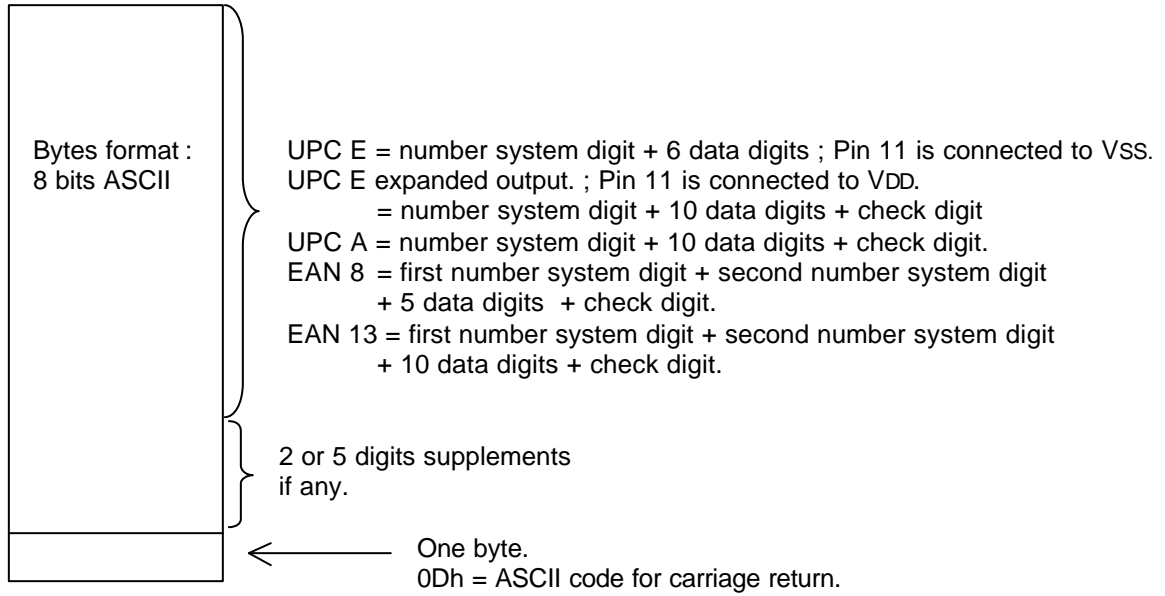 Bytes format :
8 bits ASCII
UPC E = number system digit + 6 data digits ; Pin 11 is connected to VSS.
UPC E expanded output. ; Pin 11 is connected to VDD.
= number system digit + 10 data digits + check digit
UPC A = number system digit + 10 data digits + check digit.
EAN 8 = first number system digit + second number system digit
+ 5 data digits + check digit.
EAN 13 = first number system digit + second number system digit
+ 10 data digits + check digit.
2 or 5 digits supplements
if any.
One byte.
0Dh = ASCII code for carriage return.